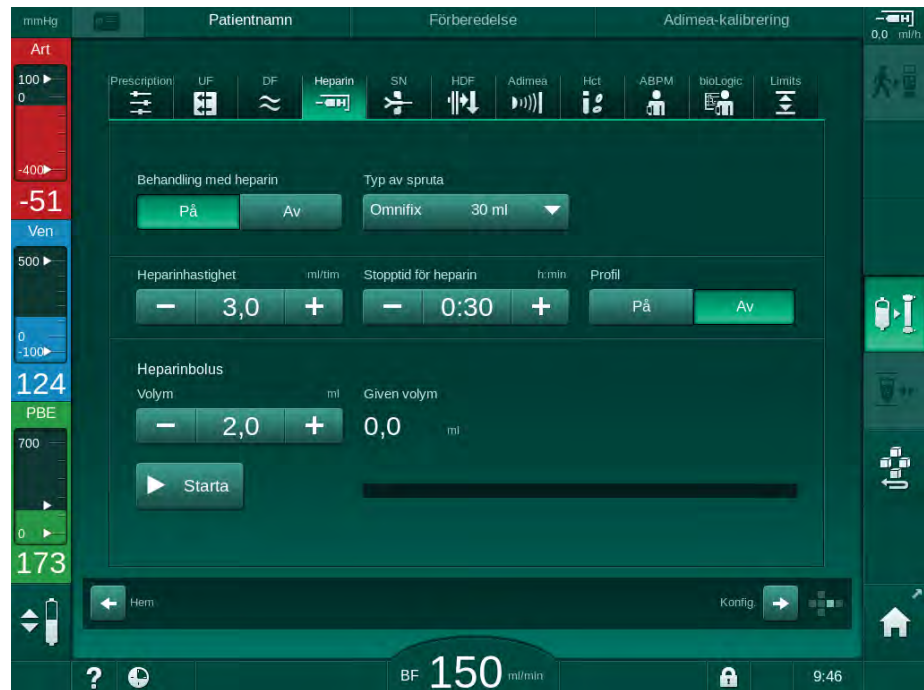 mmHg Patientnamn Förberedelse Adimea-kalibrering
0,0 ml/h
Art
100
0
-400
-51
Ven
500
0
-100
124
PBE
700
0
173
Prescription UF DF Heparin SN HDF Adimea Hct ABPM bioLogic Limits
Behandling med heparin Typ av spruta
På Av Omnifix 30 ml
Heparinhastighet ml/tim Stopptid för heparin h:min Profil
− 3,0 + − 0:30 + På Av
Heparinbolus
Volym ml Given volym
− 2,0 + 0,0 ml
Starta
Hem Konfig.
? BF 150 ml/min 9:46